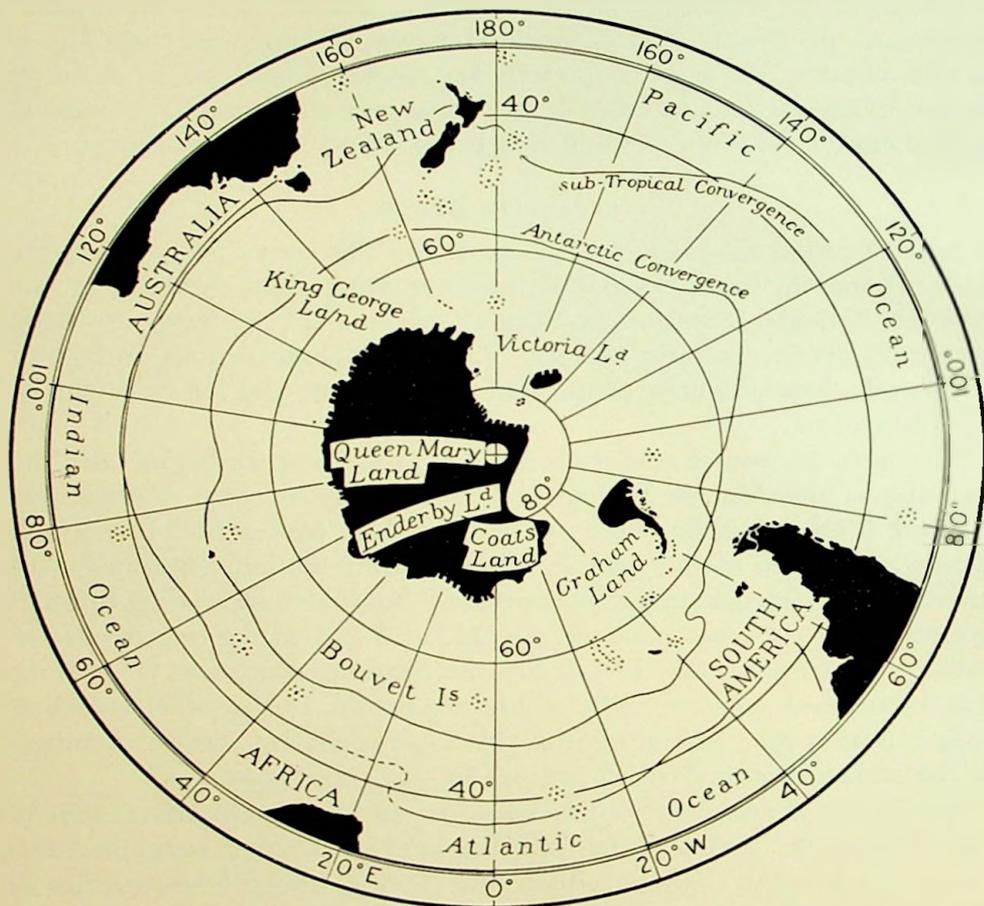 180°
160°
160°
140°
140°
120°
120°
100°
100°
80°
80°
60°
60°
40°
40°
20°E
0°
20°W
New
Zealand
40°
Pacific
sub-Tropical Convergence
AUSTRALIA
60°
Antarctic Convergence
King George
Land
Ocean
Victoria Lᵈ
Indian
Queen Mary
Land
80°
Enderby Lᵈ
Coats
Land
Graham
Land
Ocean
SOUTH
AMERICA
60°
Bouvet Iˢ
AFRICA
40°
Ocean
Atlantic